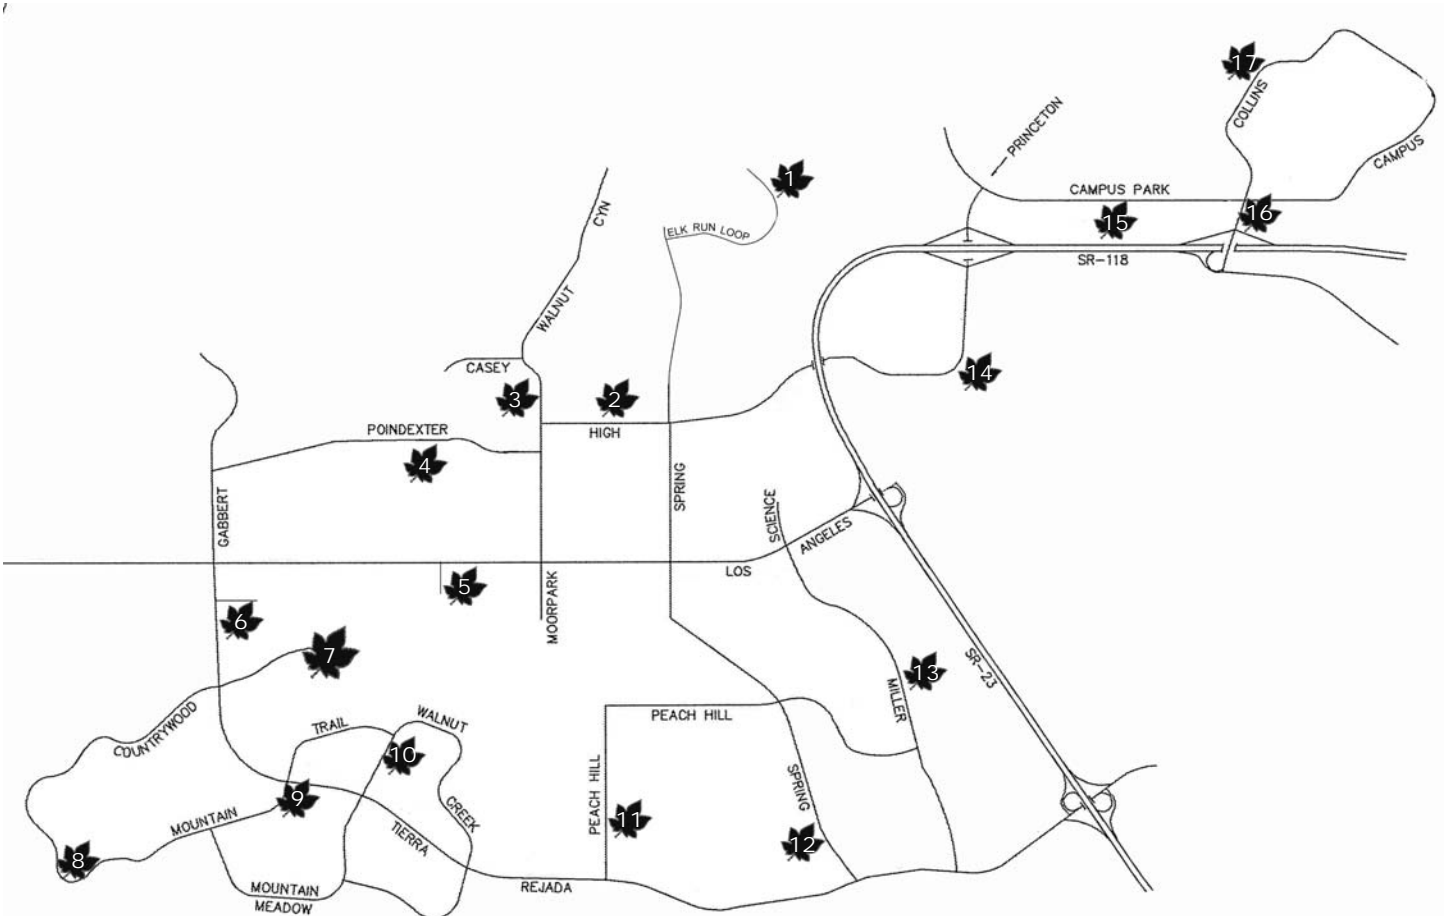 17
COLLINS
PRINCETON
CAMPUS
1
CAMPUS PARK
CYN
15
16
ELK RUN LOOP
SR-118
WALNUT
CASEY
14
3
2
POINDEXTER
HIGH
4
GABBERT
SPRING
SCIENCE
ANGELES
LOS
5
MOORPARK
6
7
13
SR-23
MILLER
COUNTRYWOOD
TRAIL
WALNUT
PEACH HILL
10
SPRING
PEACH HILL
9
CREEK
MOUNTAIN
11
TIERRA
12
8
MOUNTAIN
MEADOW
REJADA